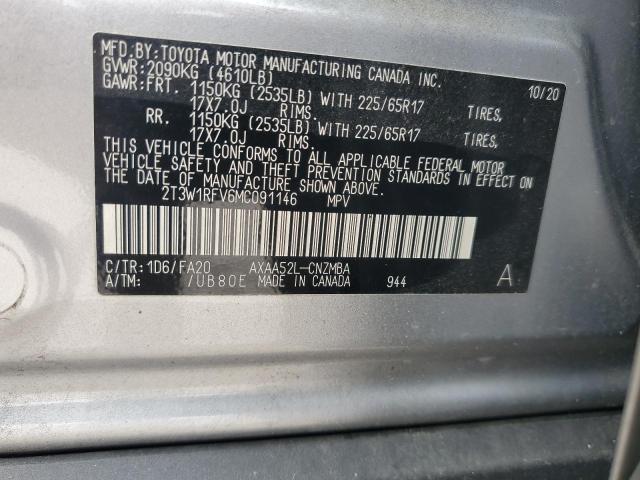 MFD.BY:TOYOTA MOTOR MANUFACTURING CANADA INC.
GVWR:2090KG (4610LB) 10/20
GAWR:FRT. 1150KG (2535LB) WITH 225/65R17 TIRES,
17X7.0J RIMS.
RR. 1150KG (2535LB) WITH 225/65R17 TIRES,
17X7.0J RIMS.
THIS VEHICLE CONFORMS TO ALL APPLICABLE FEDERAL MOTOR
VEHICLE SAFETY AND THEFT PREVENTION STANDARDS IN EFFECT ON
THE DATE OF MANUFACTURE SHOWN ABOVE.
2T3W1RFV6MC091146 MPV
C/TR:1D6/FA20 AXAA52L-CNZMBA
A/TM: /UB80E MADE IN CANADA 944 A